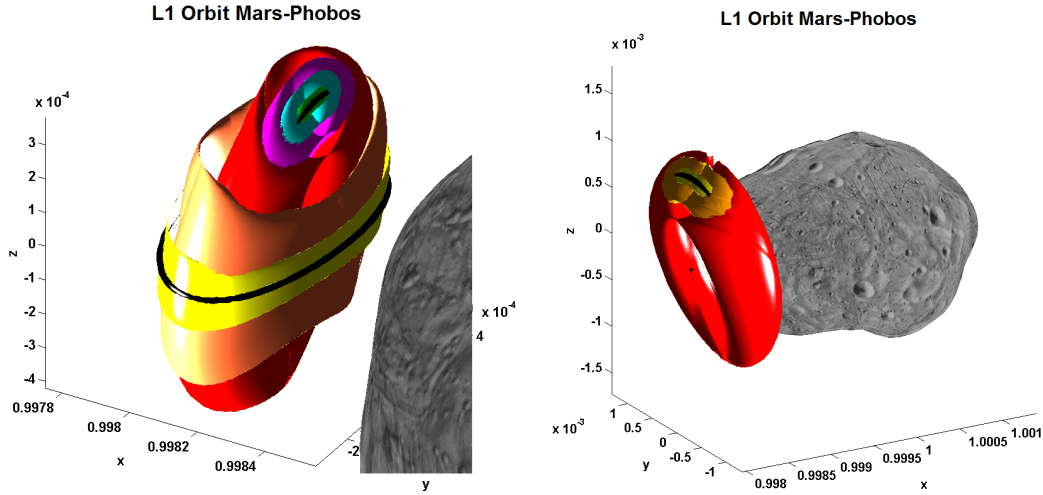 L1 Orbit Mars-Phobos
x 10⁻⁴
3
2
1
0
-1
-2
-3
-4
z
0.9978
0.998
0.9982
0.9984
x
-2
y
x 10⁻⁴
4
L1 Orbit Mars-Phobos
x 10⁻³
1.5
1
0.5
0
-0.5
-1
-1.5
z
x 10⁻³
1
0.5
0
-0.5
-1
y
0.998
0.9985
0.999
0.9995
1
1.0005
1.001
x